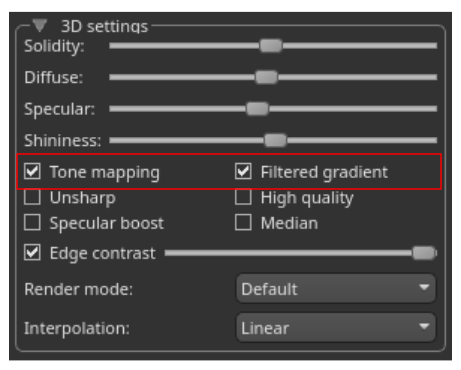 3D settings
Solidity:
Diffuse:
Specular:
Shininess:
Tone mapping Filtered gradient
Unsharp High quality
Specular boost Median
Edge contrast
Render mode: Default
Interpolation: Linear